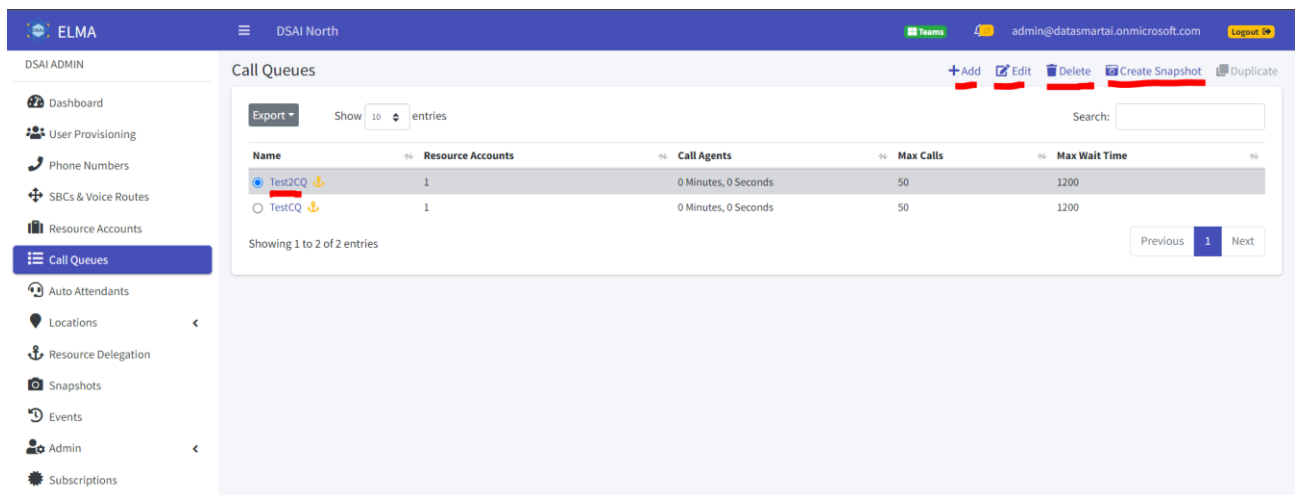 ELMA
DSAI North
Teams
admin@datasmartai.onmicrosoft.com
Logout
DSAI ADMIN
Dashboard
User Provisioning
Phone Numbers
SBCs & Voice Routes
Resource Accounts
Call Queues
Auto Attendants
Locations
Resource Delegation
Snapshots
Events
Admin
Subscriptions
Call Queues
Add Edit Delete Create Snapshot Duplicate
Export Show 10 entries Search:
Name Resource Accounts Call Agents Max Calls Max Wait Time
Test2CQ 1 0 Minutes, 0 Seconds 50 1200
TestCQ 1 0 Minutes, 0 Seconds 50 1200
Showing 1 to 2 of 2 entries
Previous 1 Next